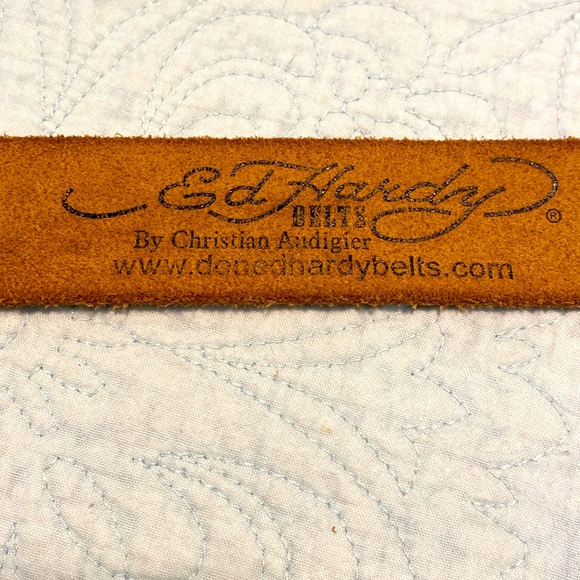 Ed Hardy
BELTS
®
By Christian Audigier
www.donedhardybelts.com